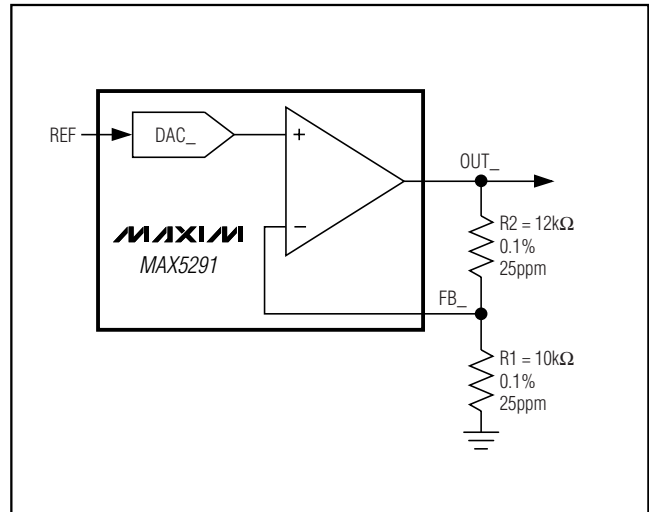 REF
DAC_
+
−
MAXIM
MAX5291
OUT_
R2 = 12kΩ
0.1%
25ppm
FB_
R1 = 10kΩ
0.1%
25ppm